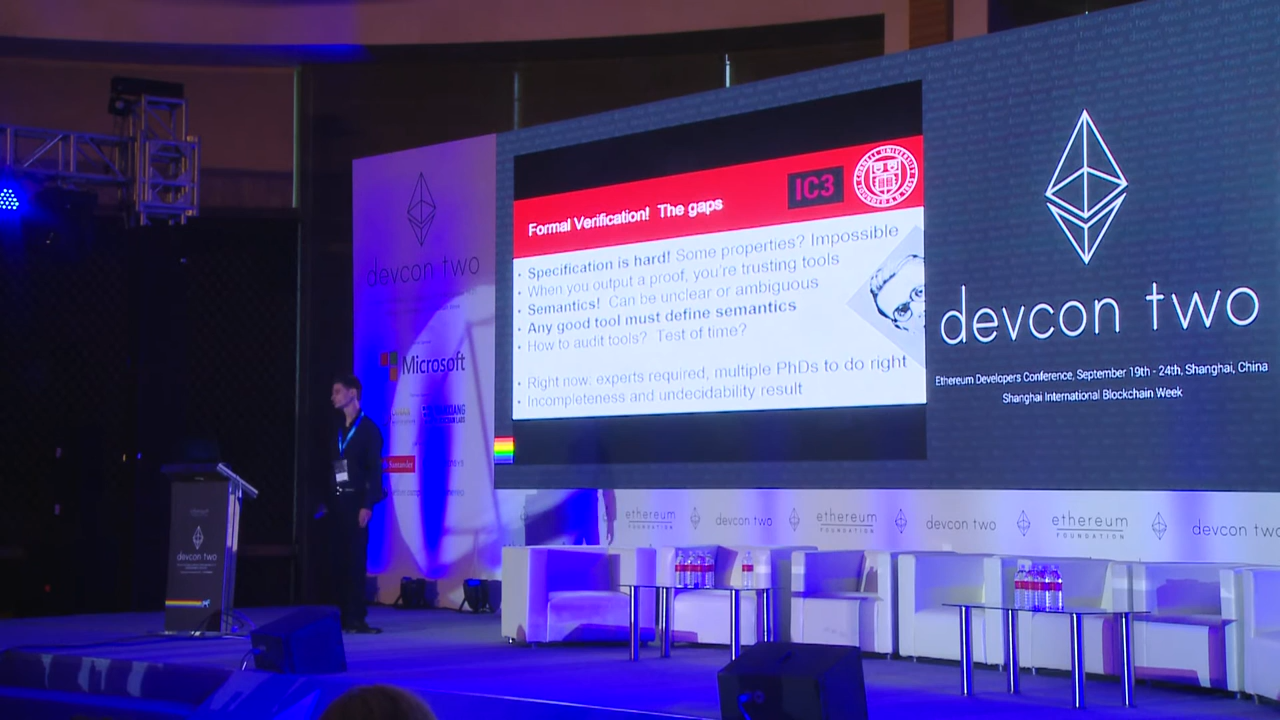 IC3
Formal Verification! The gaps
• Specification is hard! Some properties? Impossible
• When you output a proof, you're trusting tools
• Semantics! Can be unclear or ambiguous
• Any good tool must define semantics
• How to audit tools? Test of time?
• Right now: experts required, multiple PhDs to do right
• Incompleteness and undecidability result
devcon two
Ethereum Developers Conference, September 19th - 24th, Shanghai, China
Shanghai International Blockchain Week
devcon two
Microsoft
Santander
devcon two
ethereum
FOUNDATION
devcon two
ethereum
FOUNDATION
devcon two
ethereum
FOUNDATION
devcon two